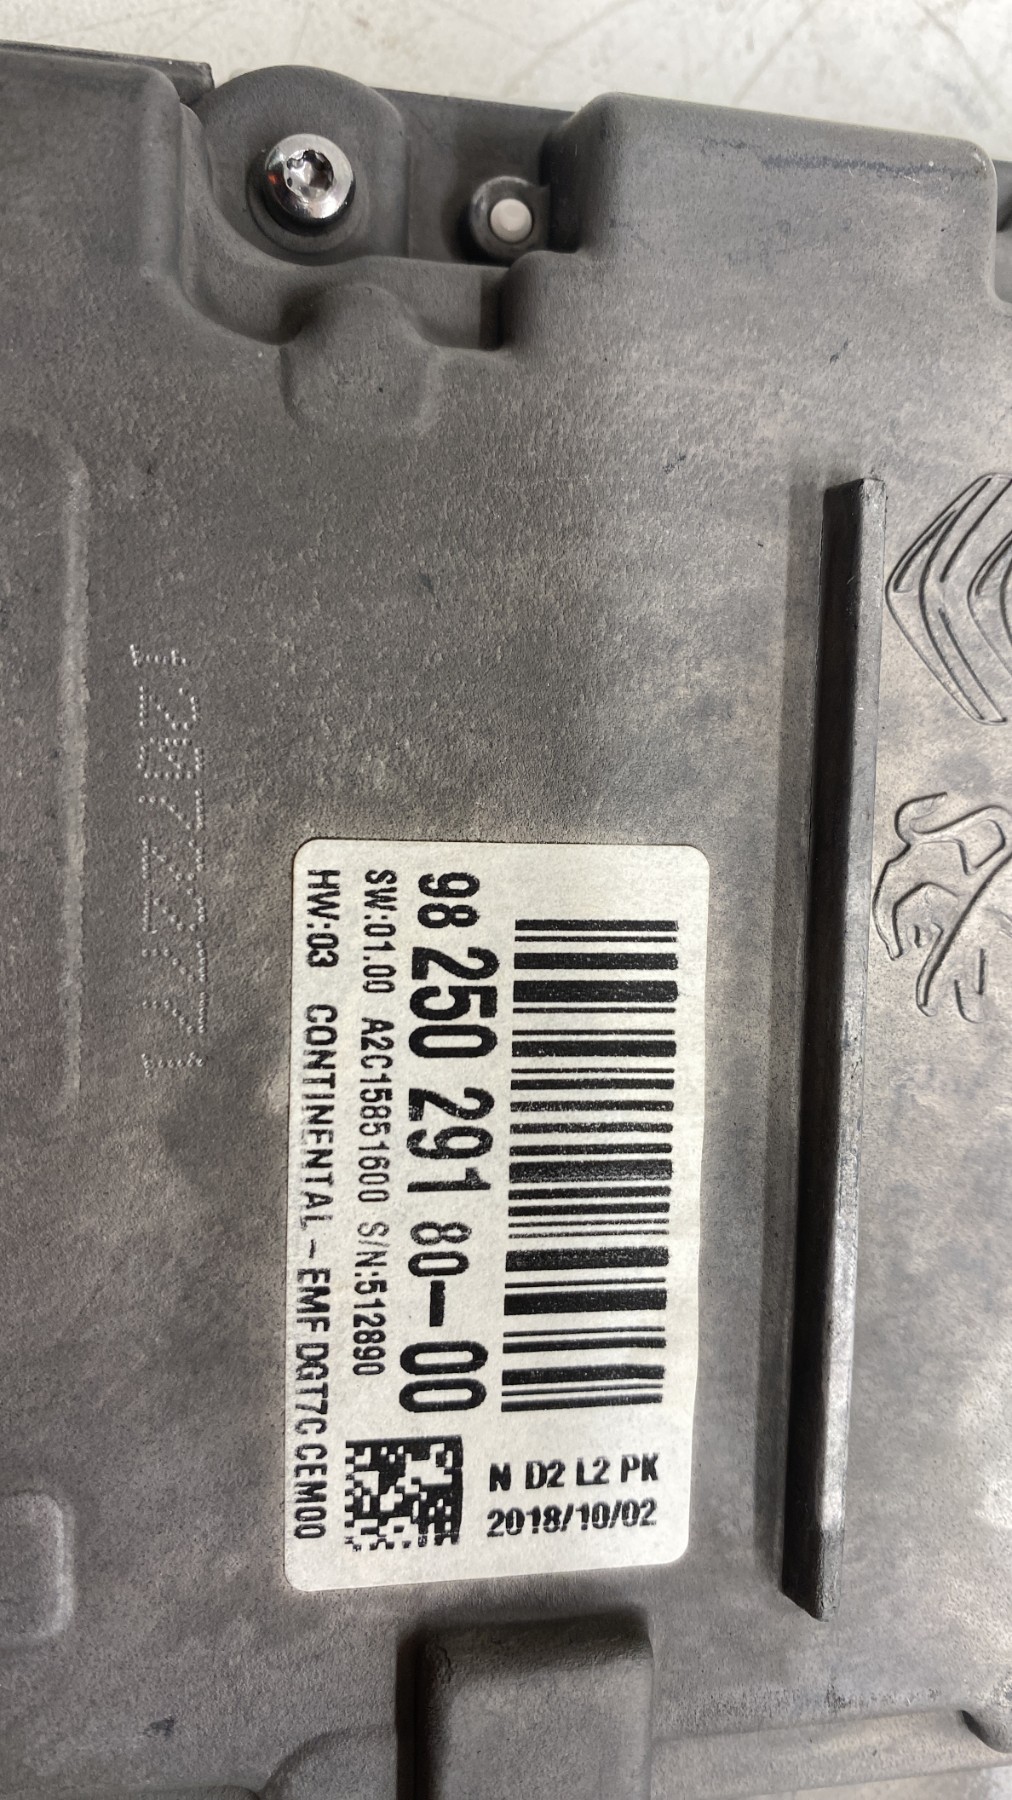 N D2 L2 PK
2018/10/02
98 250 291 80-00
SW:01.00 A2C15851600 S/N:512890
HW:03 CONTINENTAL - EMF DGT7C CEM00